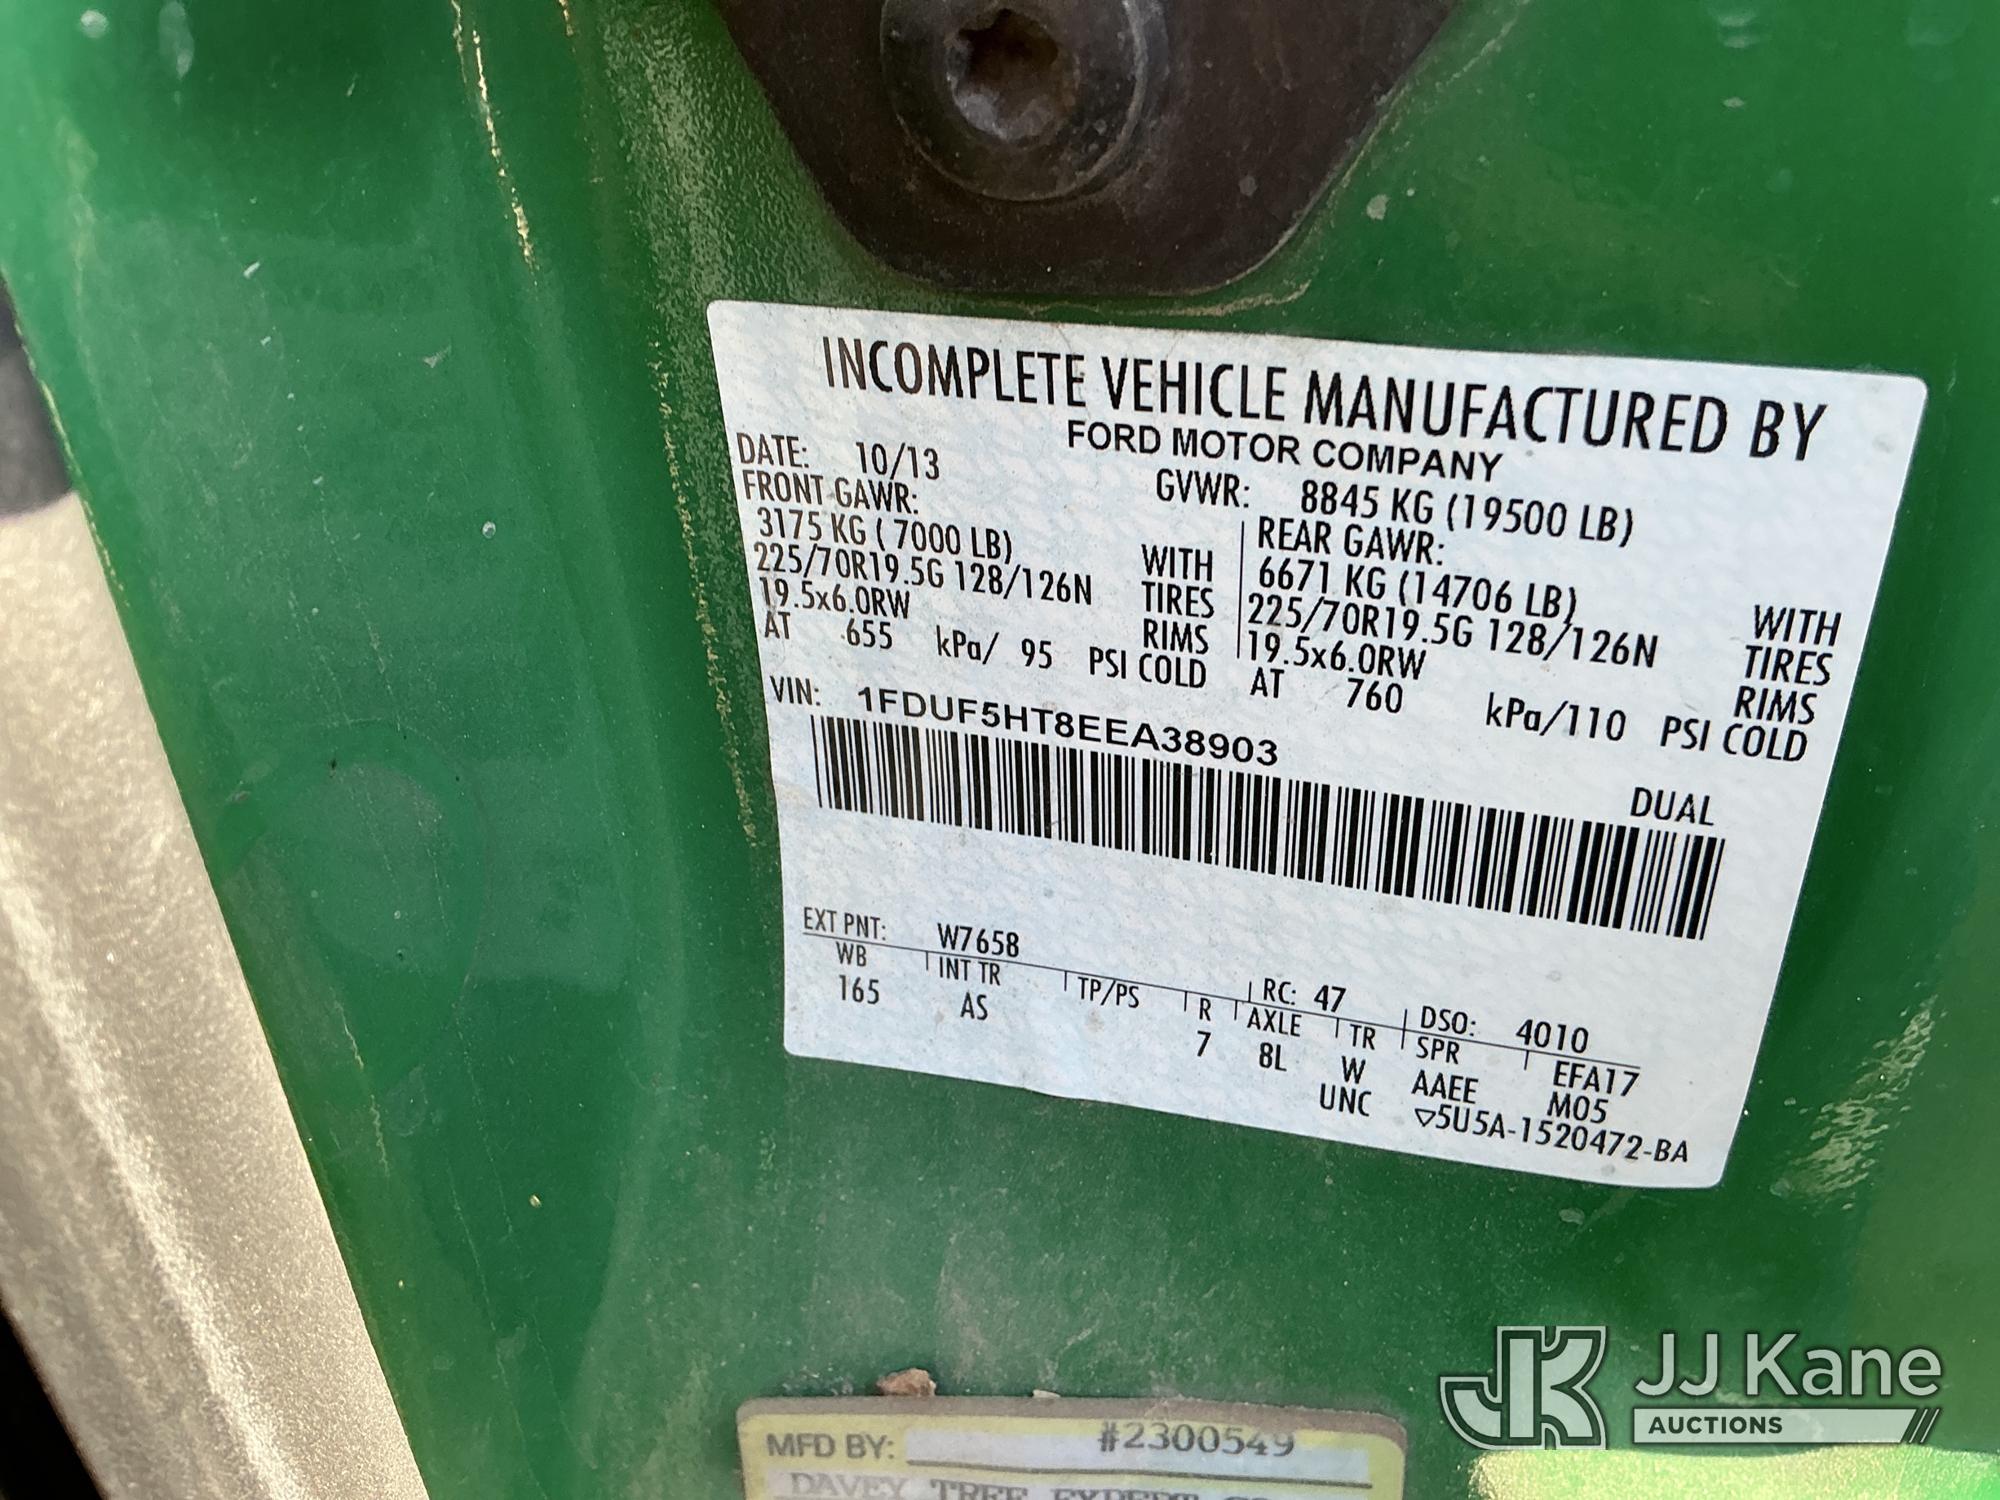 INCOMPLETE VEHICLE MANUFACTURED BY
FORD MOTOR COMPANY
DATE: 10/13 GVWR: 8845 KG (19500 LB)
FRONT GAWR: REAR GAWR:
3175 KG ( 7000 LB) WITH 6671 KG (14706 LB) WITH
225/70R19.5G 128/126N TIRES 225/70R19.5G 128/126N TIRES
19.5x6.0RW RIMS 19.5x6.0RW RIMS
AT 655 kPa/ 95 PSI COLD AT 760 kPa/110 PSI COLD
VIN: 1FDUF5HT8EEA38903
DUAL
EXT PNT: W7658 RC: 47 DSO: 4010
WB INT TR TP/PS R AXLE TR SPR EFA17
165 AS 7 8L W AAEE M05
UNC ▽5U5A-1520472-BA
MFD BY: #2300549
DAVEY TREE EXPERT
JK JJ Kane
AUCTIONS